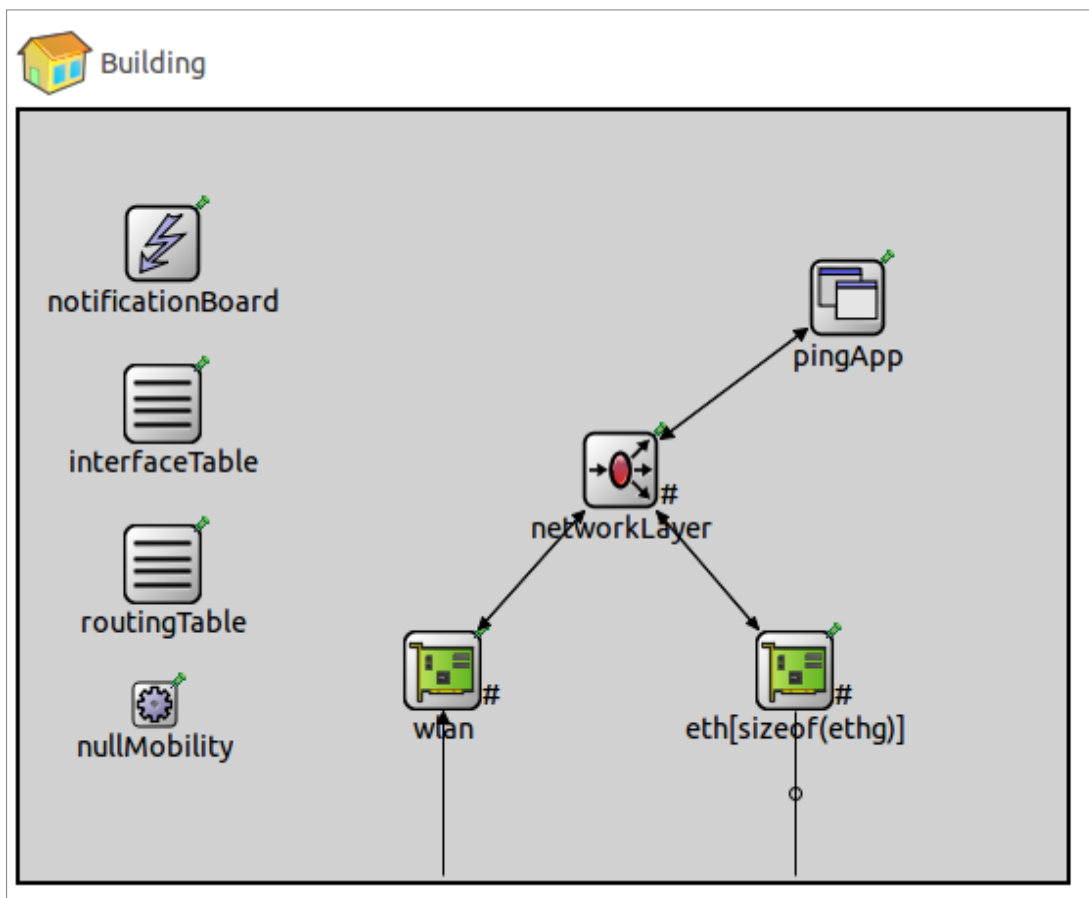 Building
notificationBoard
pingApp
interfaceTable
#
networkLayer
routingTable
#
wlan
#
eth[sizeof(ethg)]
nullMobility